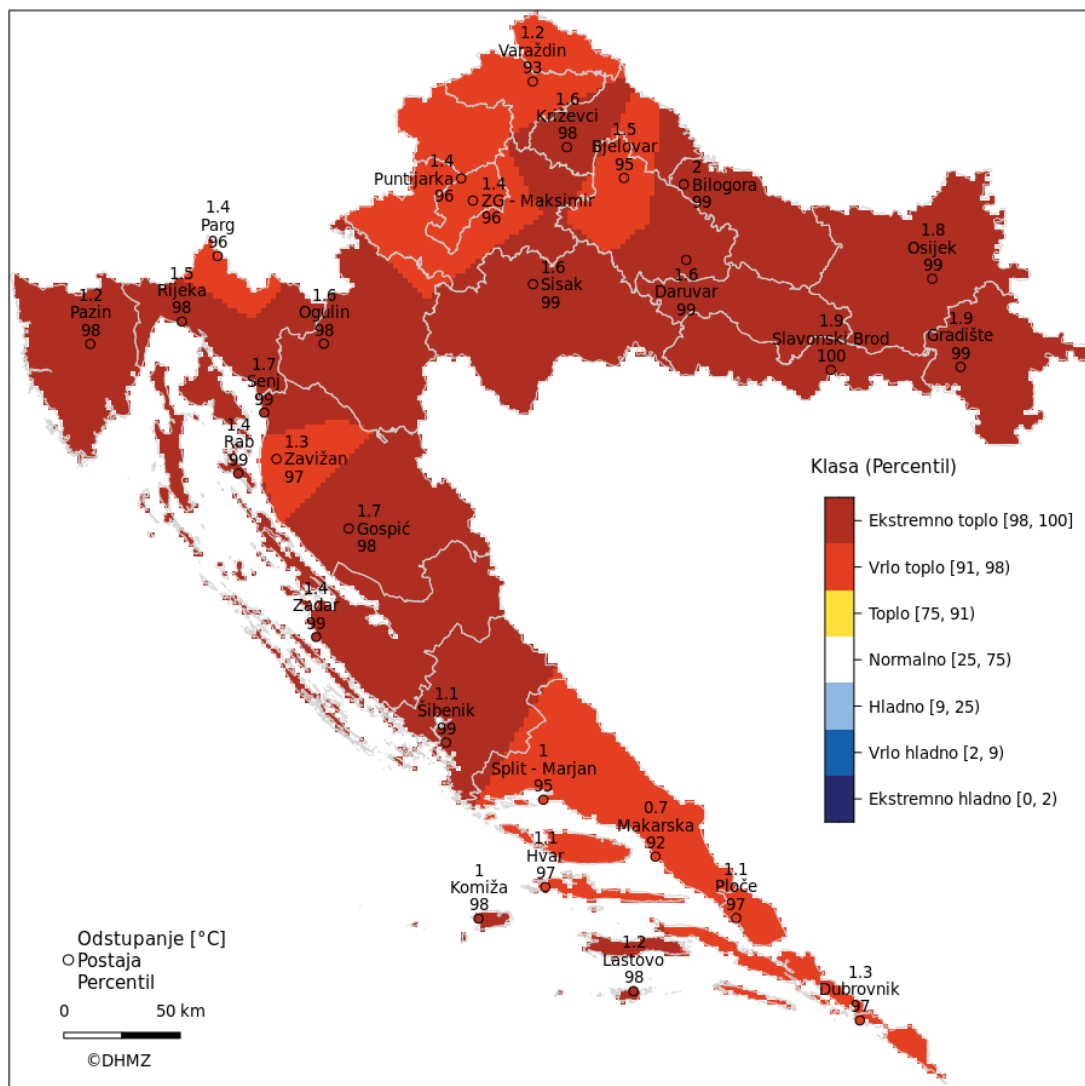 1.2
Varaždin
93
1.6
Križevci
98
1.5
Bjelovar
95
1.4
Puntijarka
96
1.4
ZG - Maksimir
96
2
Bilogora
99
1.4
Parg
96
1.8
Osijek
99
1.2
Pazin
98
1.5
Rijeka
98
1.6
Ogulin
98
1.6
Sisak
99
1.6
Daruvar
99
1.9
Slavonski Brod
100
1.9
Gradište
99
1.7
Senj
99
1.4
Rab
99
1.3
Zavižan
97
1.7
Gospić
98
1.4
Zadar
99
1.1
Šibenik
99
1
Split - Marjan
95
0.7
Makarska
92
1.1
Hvar
97
1
Komiža
98
1.1
Ploče
97
1.2
Lastovo
98
1.3
Dubrovnik
97
Klasa (Percentil)
Ekstremno toplo [98, 100]
Vrlo toplo [91, 98)
Toplo [75, 91)
Normalno [25, 75)
Hladno [9, 25)
Vrlo hladno [2, 9)
Ekstremno hladno [0, 2)
Odstupanje [°C]
Postaja
Percentil
0 50 km
©DHMZ